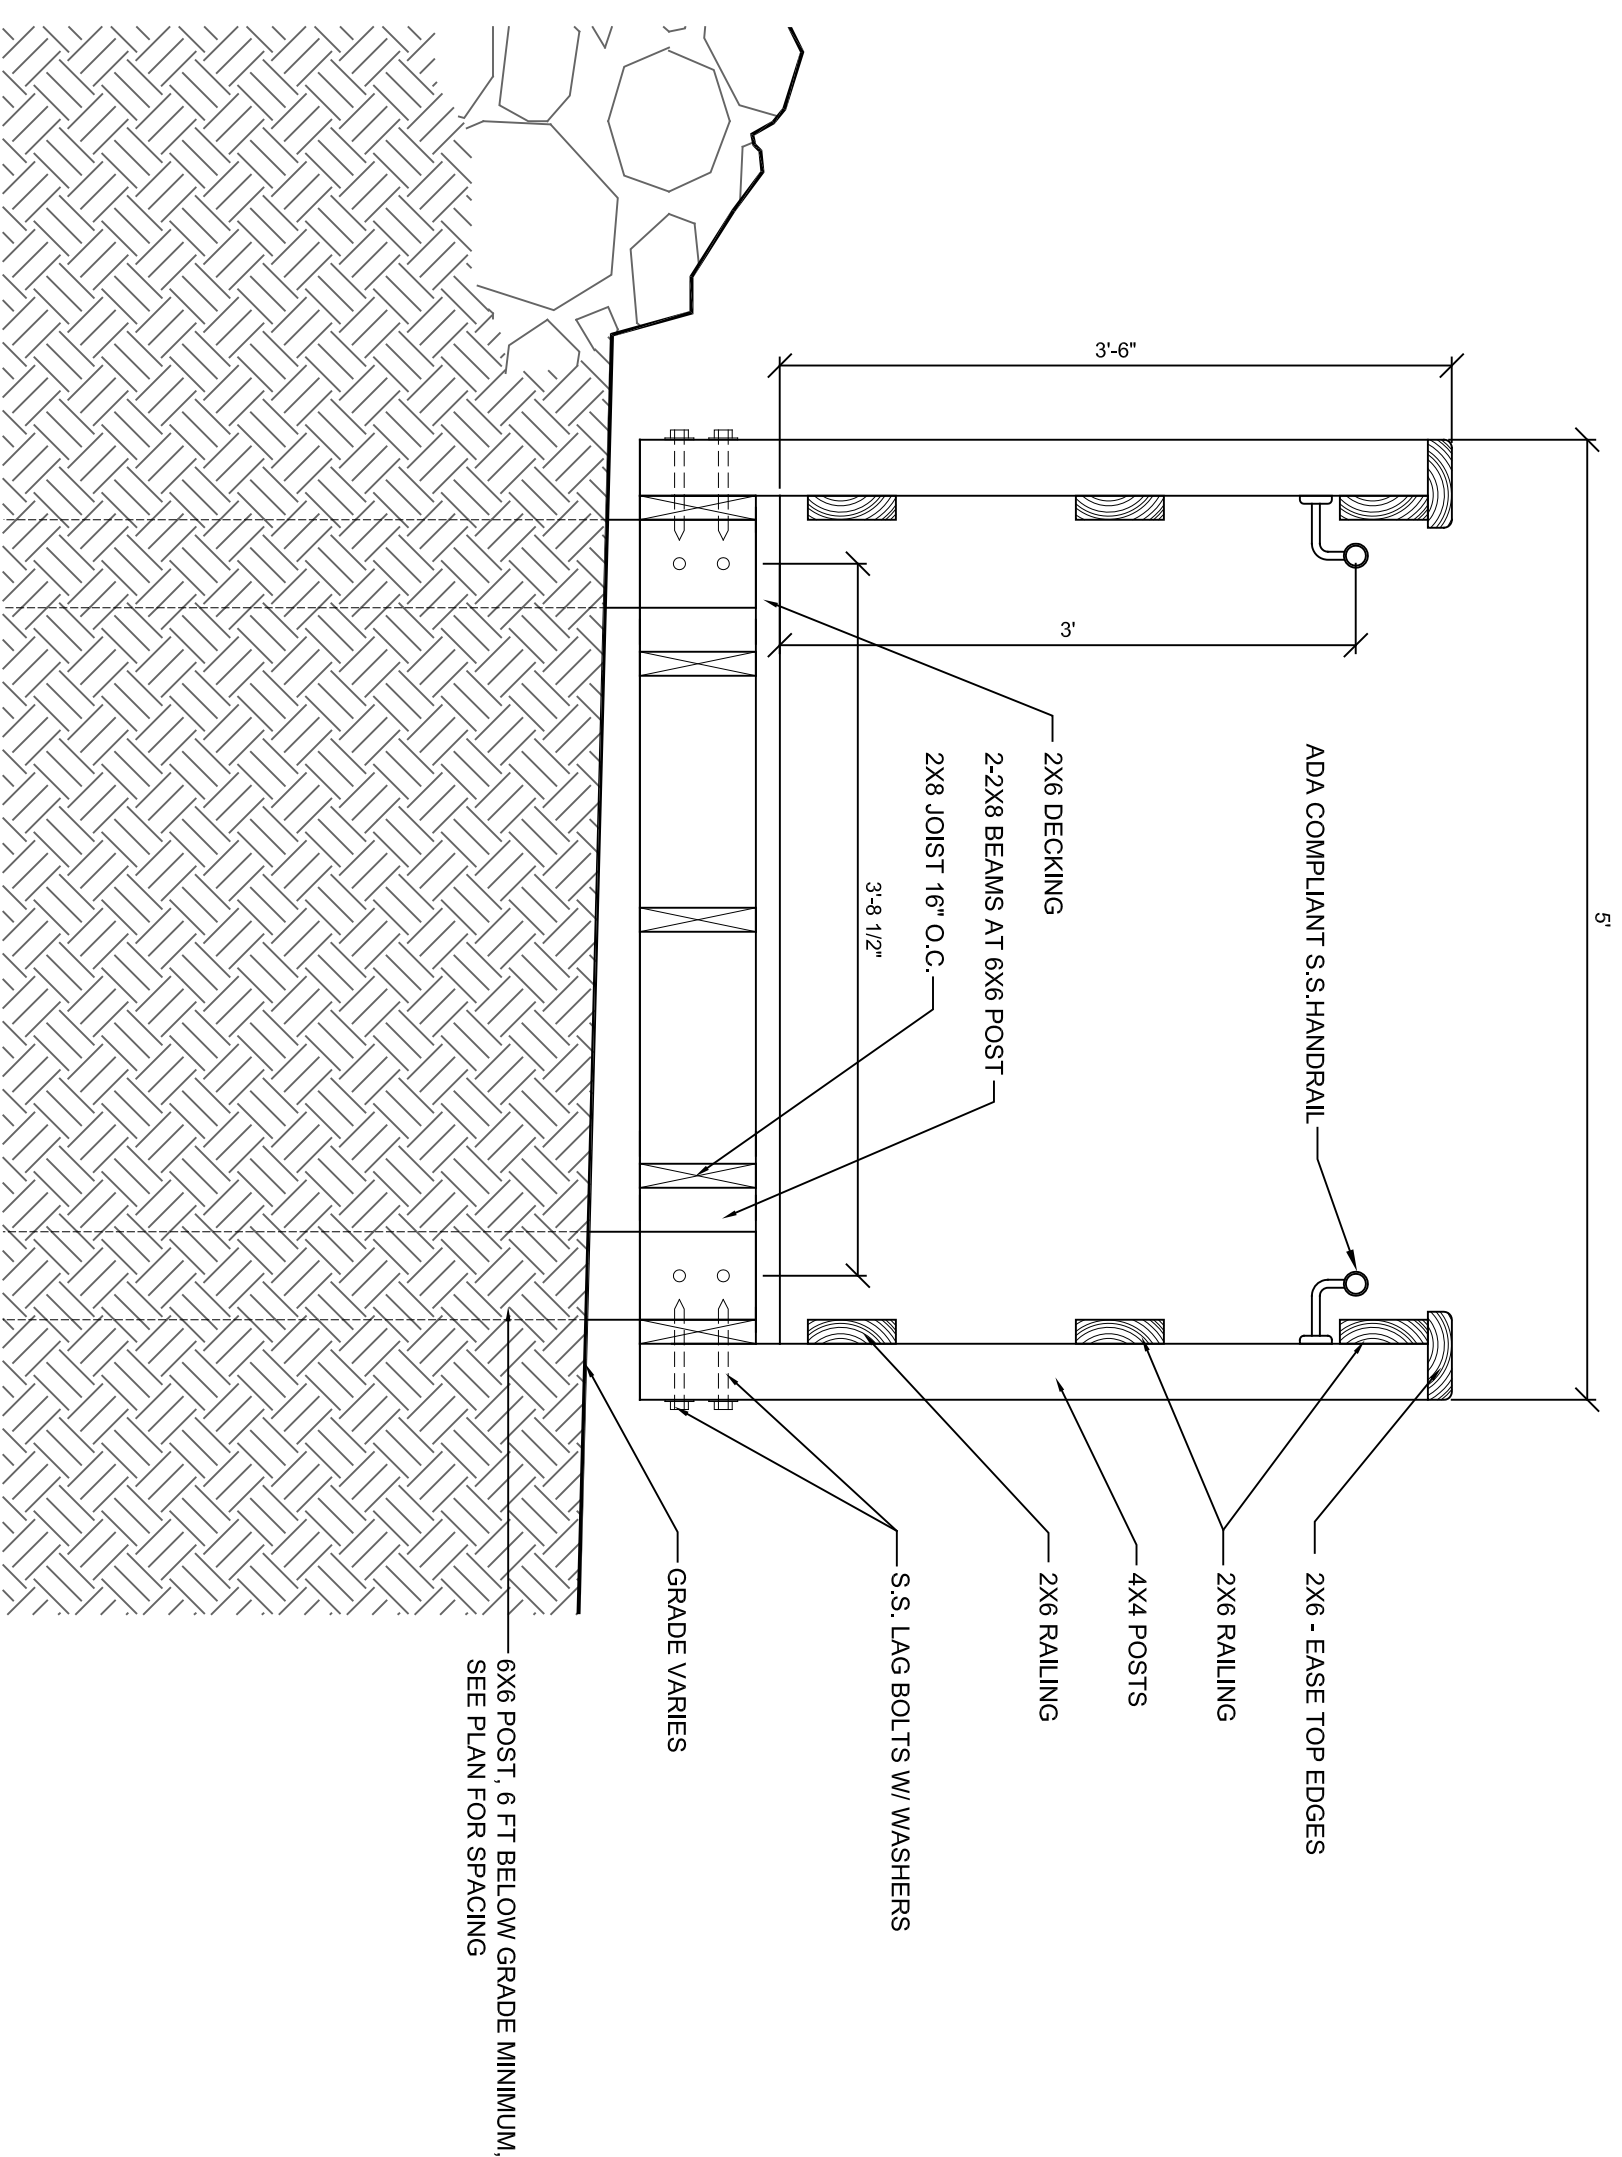 5'
3'-6"
3'
3'-8 1/2"
ADA COMPLIANT S.S.HANDRAIL
2X6 DECKING
2-2X8 BEAMS AT 6X6 POST
2X8 JOIST 16" O.C.
2X6 - EASE TOP EDGES
2X6 RAILING
4X4 POSTS
2X6 RAILING
S.S. LAG BOLTS W/ WASHERS
GRADE VARIES
6X6 POST, 6 FT BELOW GRADE MINIMUM,
SEE PLAN FOR SPACING